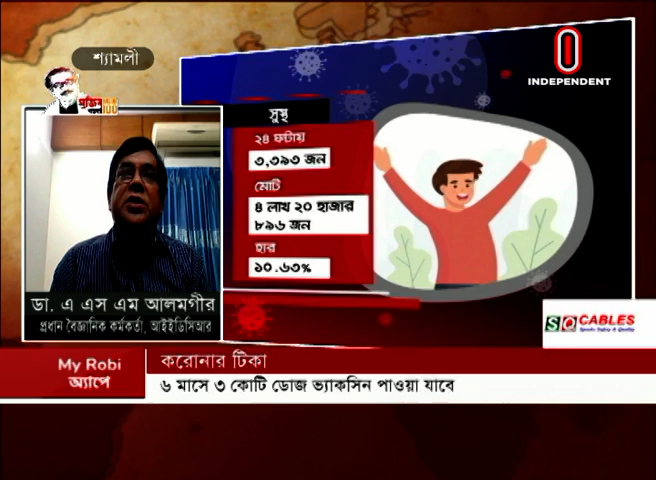 শ্যামলী
INDEPENDENT
সুস্থ
২৪ ঘন্টায়
৩,৩৯৩ জন
মোট
৪ লাখ ২০ হাজার
৮৯৬ জন
হার
১০.৬৩%
ডা. এ এস এম আলমগীর
প্রধান বৈজ্ঞানিক কর্মকর্তা, আইইডিসিআর
SQ CABLES
My Robi
অ্যাপে
করোনার টিকা
৬ মাসে ৩ কোটি ডোজ ভ্যাকসিন পাওয়া যাবে